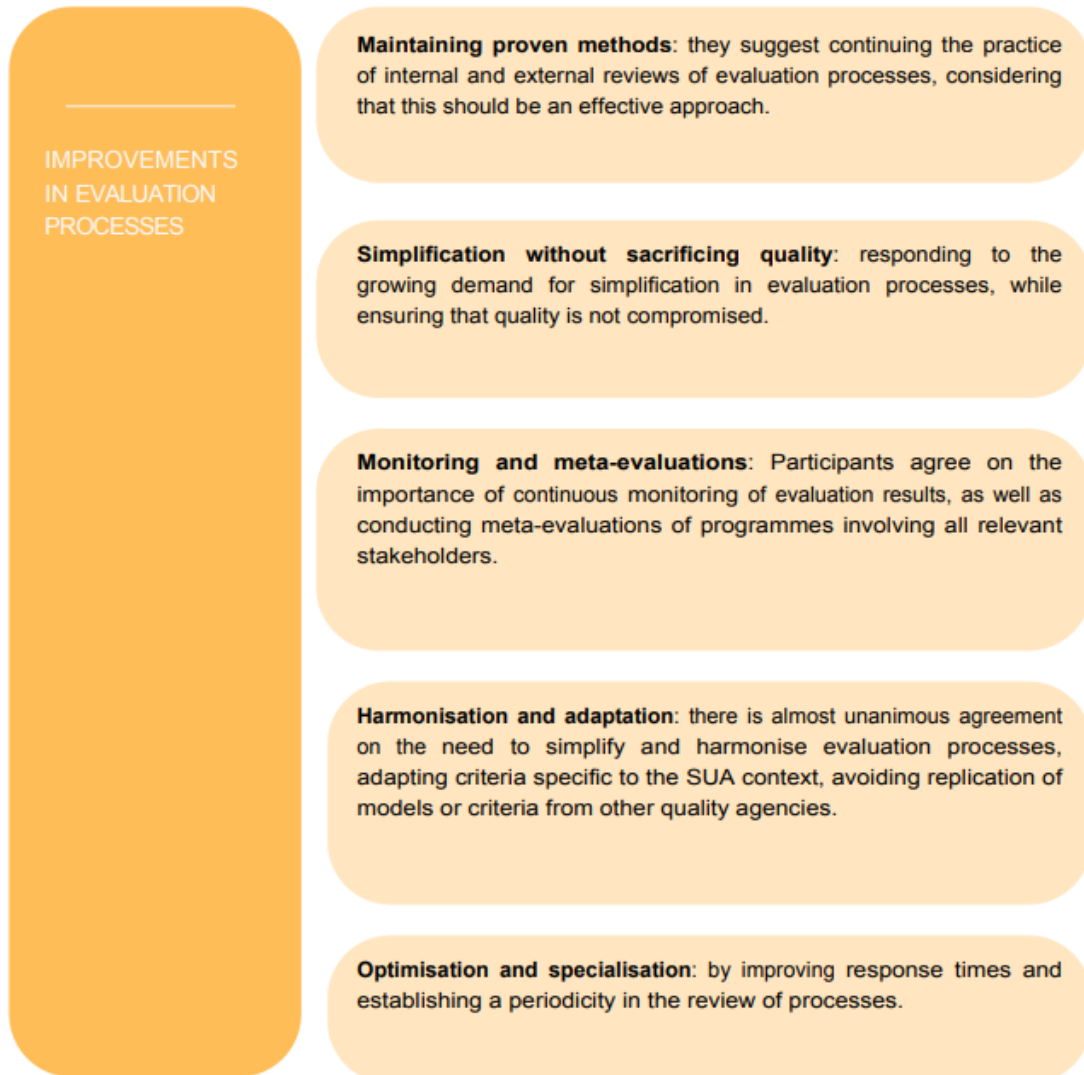 IMPROVEMENTS
IN EVALUATION
PROCESSES
Maintaining proven methods: they suggest continuing the practice
of internal and external reviews of evaluation processes, considering
that this should be an effective approach.
Simplification without sacrificing quality: responding to the
growing demand for simplification in evaluation processes, while
ensuring that quality is not compromised.
Monitoring and meta-evaluations: Participants agree on the
importance of continuous monitoring of evaluation results, as well as
conducting meta-evaluations of programmes involving all relevant
stakeholders.
Harmonisation and adaptation: there is almost unanimous agreement
on the need to simplify and harmonise evaluation processes,
adapting criteria specific to the SUA context, avoiding replication of
models or criteria from other quality agencies.
Optimisation and specialisation: by improving response times and
establishing a periodicity in the review of processes.